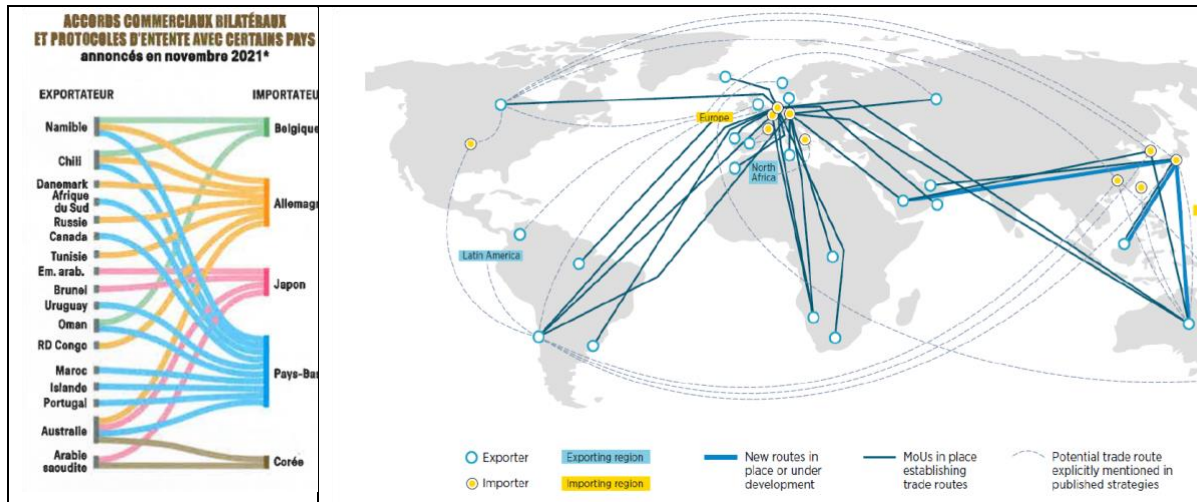 ACCORDS COMMERCIAUX BILATÉRAUX
ET PROTOCOLES D'ENTENTE AVEC CERTAINS PAYS
annoncés en novembre 2021*
EXPORTATEUR
IMPORTATEU
Namibie
Chili
Danemark
Afrique
du Sud
Russie
Canada
Tunisie
Em. arab.
Brunei
Uruguay
Oman
RD Congo
Maroc
Islande
Portugal
Australie
Arabie
saoudite
Belgique
Allemagn
Japon
Pays-Bas
Corée
Europe
North
Africa
Latin America
Exporter
Importer
Exporting region
Importing region
New routes in
place or under
development
MoUs in place
establishing
trade routes
Potential trade route
explicitly mentioned in
published strategies